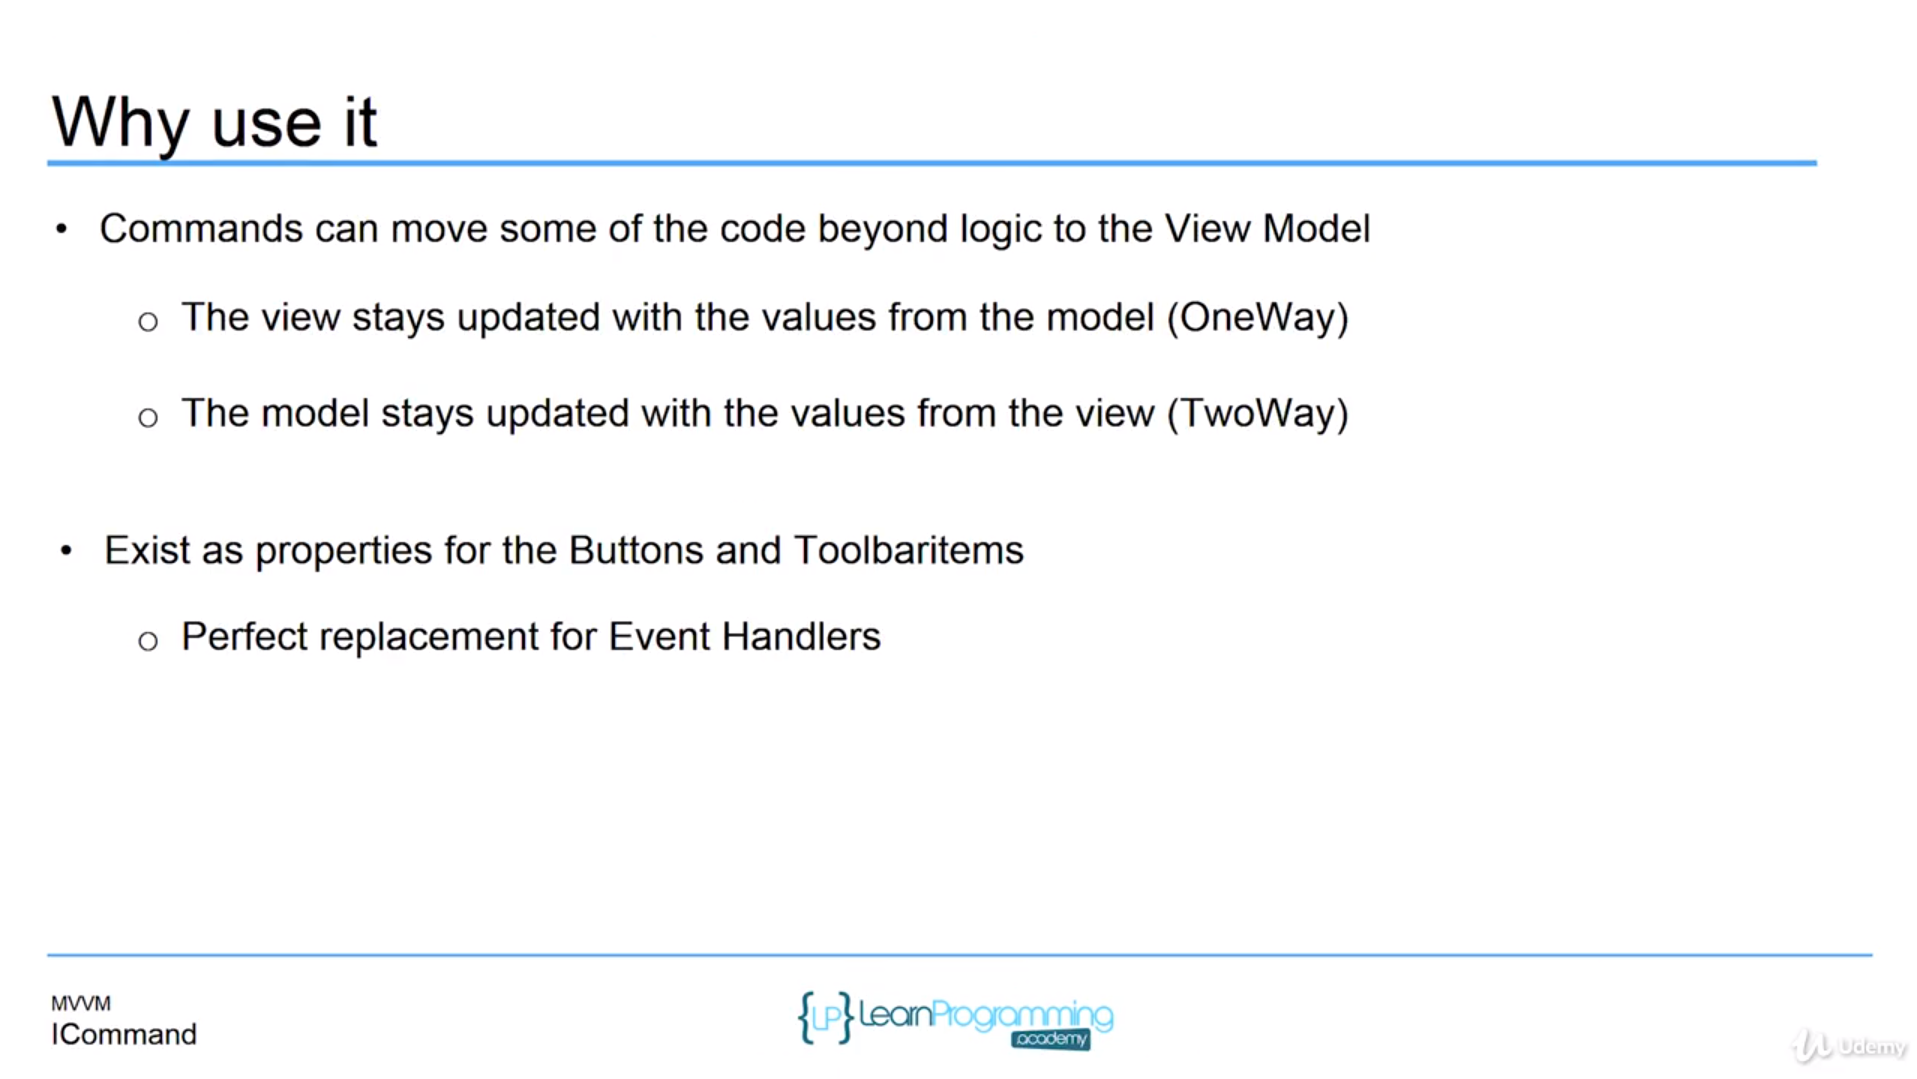 Why use it
• Commands can move some of the code beyond logic to the View Model
o The view stays updated with the values from the model (OneWay)
o The model stays updated with the values from the view (TwoWay)
• Exist as properties for the Buttons and Toolbaritems
o Perfect replacement for Event Handlers
MVVM
ICommand
{LP} LearnProgramming
academy
Udemy